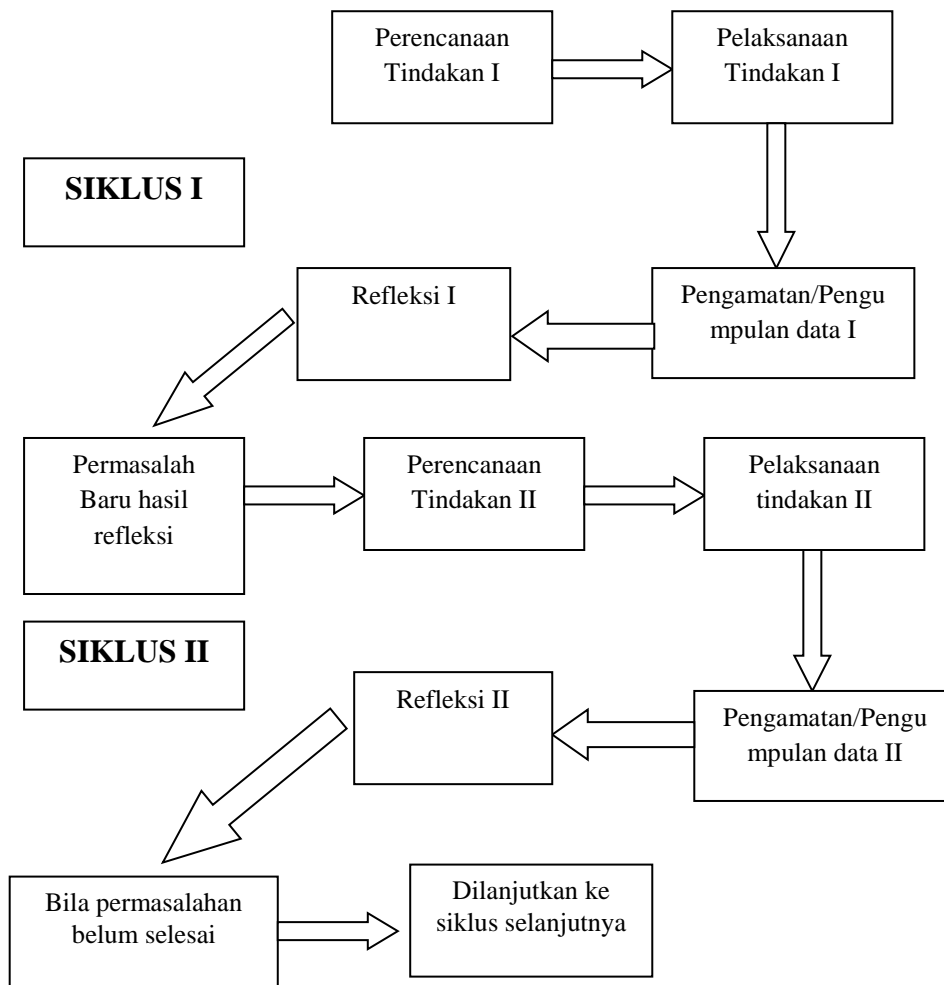 Perencanaan
Tindakan I
Pelaksanaan
Tindakan I
SIKLUS I
Refleksi I
Pengamatan/Pengu
mpulan data I
Permasalah
Baru hasil
refleksi
Perencanaan
Tindakan II
Pelaksanaan
tindakan II
SIKLUS II
Refleksi II
Pengamatan/Pengu
mpulan data II
Bila permasalahan
belum selesai
Dilanjutkan ke
siklus selanjutnya